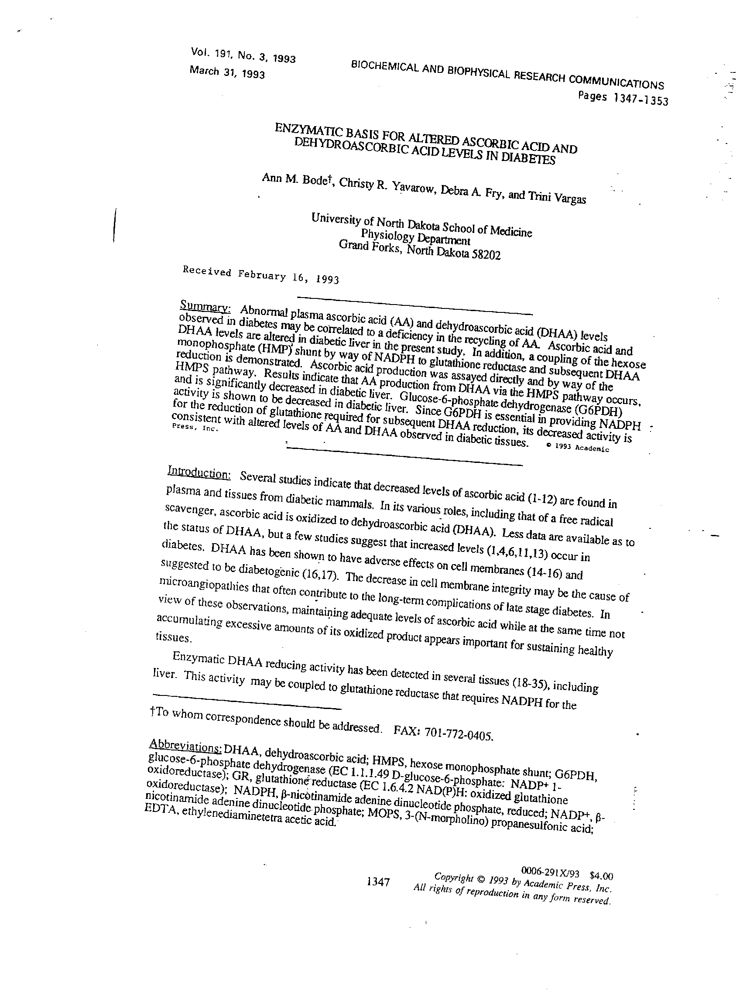 Vol. 191, No. 3, 1993
March 31, 1993
BIOCHEMICAL AND BIOPHYSICAL RESEARCH COMMUNICATIONS
Pages 1347-1353
ENZYMATIC BASIS FOR ALTERED ASCORBIC ACID AND
DEHYDROASCORBIC ACID LEVELS IN DIABETES
Ann M. Bode†, Christy R. Yavarow, Debra A. Fry, and Trini Vargas
University of North Dakota School of Medicine
Physiology Department
Grand Forks, North Dakota 58202
Received February 16, 1993
Summary: Abnormal plasma ascorbic acid (AA) and dehydroascorbic acid (DHAA) levels
observed in diabetes may be correlated to a deficiency in the recycling of AA. Ascorbic acid and
DHAA levels are altered in diabetic liver in the present study. In addition, a coupling of the hexose
monophosphate (HMP) shunt by way of NADPH to glutathione reductase and subsequent DHAA
reduction is demonstrated. Ascorbic acid production was assayed directly and by way of the
HMPS pathway. Results indicate that AA production from DHAA via the HMPS pathway occurs,
and is significantly decreased in diabetic liver. Glucose-6-phosphate dehydrogenase (G6PDH)
activity is shown to be decreased in diabetic liver. Since G6PDH is essential in providing NADPH
for the reduction of glutathione required for subsequent DHAA reduction, its decreased activity is
consistent with altered levels of AA and DHAA observed in diabetic tissues. © 1993 Academic
Press, Inc.
Introduction: Several studies indicate that decreased levels of ascorbic acid (1-12) are found in
plasma and tissues from diabetic mammals. In its various roles, including that of a free radical
scavenger, ascorbic acid is oxidized to dehydroascorbic acid (DHAA). Less data are available as to
the status of DHAA, but a few studies suggest that increased levels (1,4,6,11,13) occur in
diabetes. DHAA has been shown to have adverse effects on cell membranes (14-16) and
suggested to be diabetogenic (16,17). The decrease in cell membrane integrity may be the cause of
microangiopathies that often contribute to the long-term complications of late stage diabetes. In
view of these observations, maintaining adequate levels of ascorbic acid while at the same time not
accumulating excessive amounts of its oxidized product appears important for sustaining healthy
tissues.
Enzymatic DHAA reducing activity has been detected in several tissues (18-35), including
liver. This activity may be coupled to glutathione reductase that requires NADPH for the
†To whom correspondence should be addressed. FAX: 701-772-0405.
Abbreviations: DHAA, dehydroascorbic acid; HMPS, hexose monophosphate shunt; G6PDH,
glucose-6-phosphate dehydrogenase (EC 1.1.1.49 D-glucose-6-phosphate: NADP+ 1-
oxidoreductase); GR, glutathione reductase (EC 1.6.4.2 NAD(P)H: oxidized glutathione
oxidoreductase); NADPH, β-nicotinamide adenine dinucleotide phosphate, reduced; NADP+, β-
nicotinamide adenine dinucleotide phosphate; MOPS, 3-(N-morpholino) propanesulfonic acid;
EDTA, ethylenediaminetetra acetic acid.
0006-291X/93 $4.00
Copyright © 1993 by Academic Press, Inc.
All rights of reproduction in any form reserved.
1347